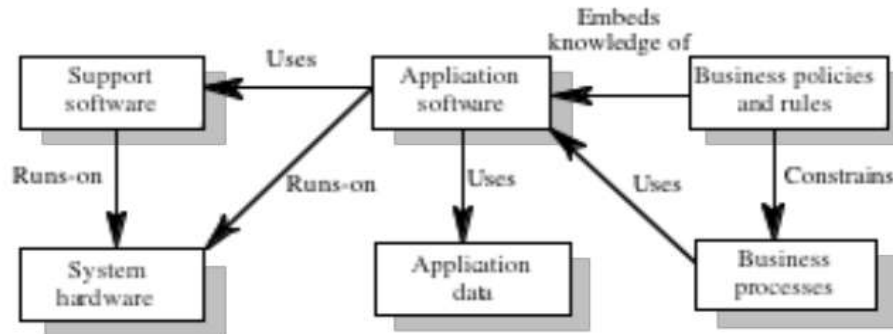 Embeds
knowledge of
Uses
Support
software
Application
software
Business policies
and rules
Runs-on
Runs-on
Uses
Uses
Constrains
System
hardware
Application
data
Business
processes